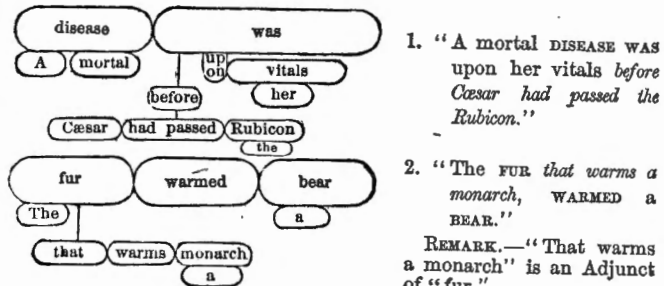 disease was
A mortal up
on vitals
before her
Cæsar had passed Rubicon
the
fur warmed bear
The a
that warms monarch
a
1. "A mortal DISEASE WAS
upon her vitals before
Cæsar had passed the
Rubicon."
2. "The FUR that warms a
monarch, WARMED a
BEAR."
REMARK.—"That warms
a monarch" is an Adjunct
of "fur."